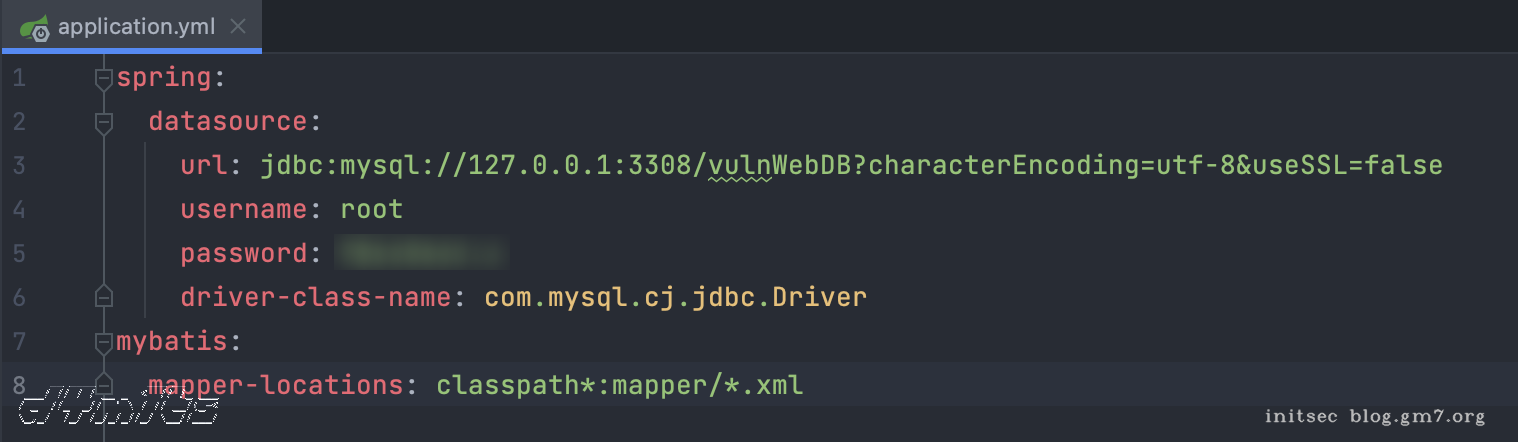 application.yml
1 spring:
2 datasource:
3 url: jdbc:mysql://127.0.0.1:3308/vulnWebDB?characterEncoding=utf-8&useSSL=false
4 username: root
5 password:
6 driver-class-name: com.mysql.cj.jdbc.Driver
7 mybatis:
8 mapper-locations: classpath*:mapper/*.xml
d4m1ts
initsec blog.gm7.org